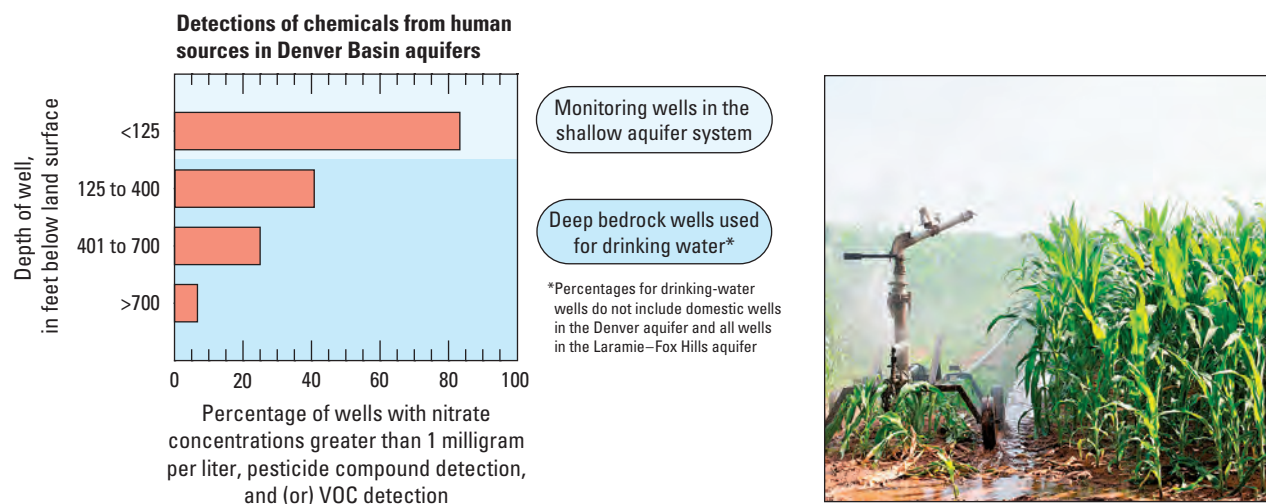 Detections of chemicals from human
sources in Denver Basin aquifers
Depth of well,
in feet below land surface
<125
125 to 400
401 to 700
>700
0 20 40 60 80 100
Percentage of wells with nitrate
concentrations greater than 1 milligram
per liter, pesticide compound detection,
and (or) VOC detection
Monitoring wells in the
shallow aquifer system
Deep bedrock wells used
for drinking water*
*Percentages for drinking-water
wells do not include domestic wells
in the Denver aquifer and all wells
in the Laramie–Fox Hills aquifer